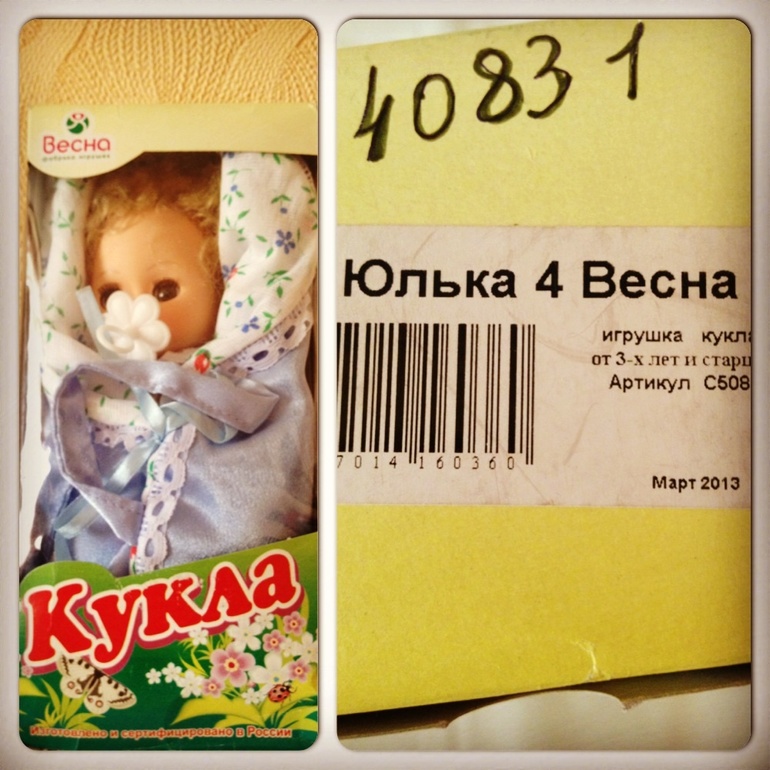 Весна
фабрика игрушек
Кукла
Изготовлено и сертифицировано в России
40831
Юлька 4 Весна
игрушка кукла
от 3-х лет и
Артикул С508
7014 160360
Март 2013